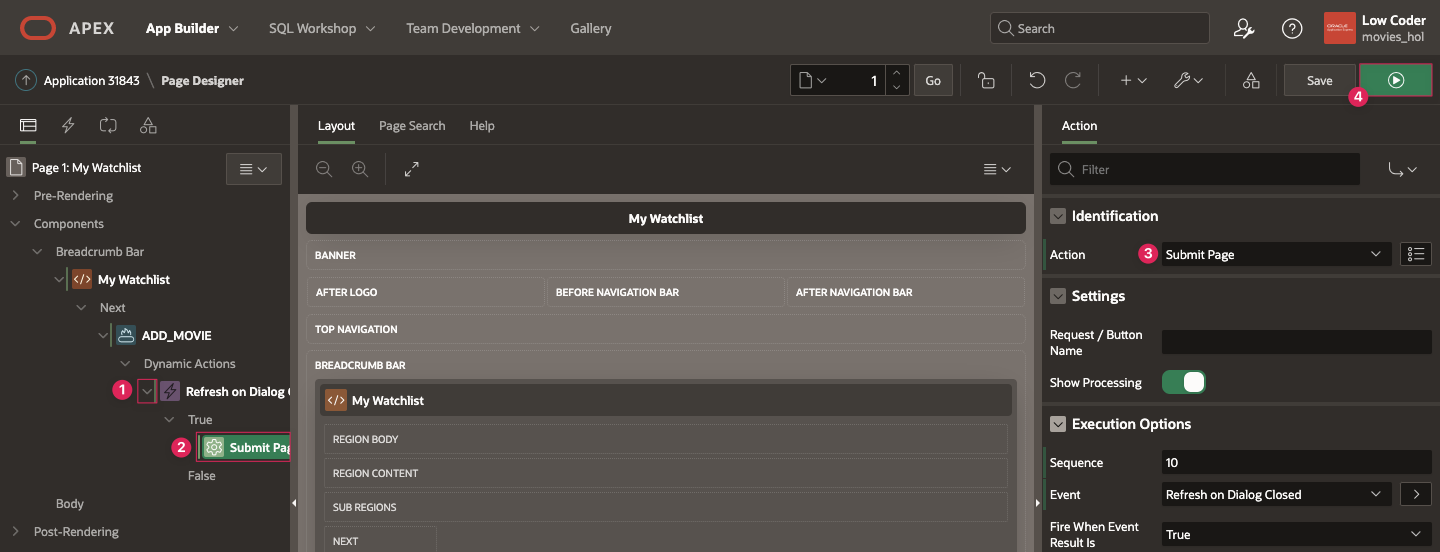 APEX
App Builder
SQL Workshop
Team Development
Gallery
Search
Low Coder
movies_hol
Application 31843 \ Page Designer
1
Go
Save
4
Layout
Page Search
Help
Action
Page 1: My Watchlist
Filter
Pre-Rendering
Components
Breadcrumb Bar
My Watchlist
Next
ADD_MOVIE
Dynamic Actions
1
Refresh on Dialog
True
2
Submit Pag
False
Body
Post-Rendering
My Watchlist
BANNER
AFTER LOGO
BEFORE NAVIGATION BAR
AFTER NAVIGATION BAR
TOP NAVIGATION
BREADCRUMB BAR
My Watchlist
REGION BODY
REGION CONTENT
SUB REGIONS
NEXT
Identification
Action
3
Submit Page
Settings
Request / Button
Name
Show Processing
Execution Options
Sequence
10
Event
Refresh on Dialog Closed
Fire When Event
Result Is
True